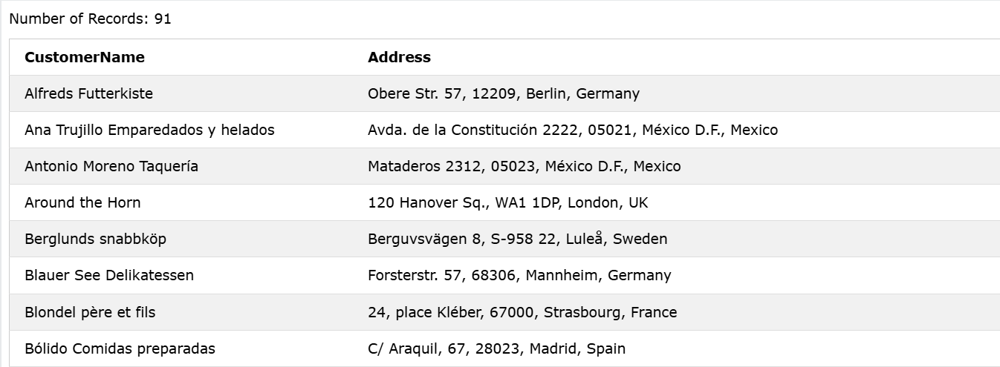 Number of Records: 91
CustomerName Address
Alfreds Futterkiste Obere Str. 57, 12209, Berlin, Germany
Ana Trujillo Emparedados y helados Avda. de la Constitución 2222, 05021, México D.F., Mexico
Antonio Moreno Taquería Mataderos 2312, 05023, México D.F., Mexico
Around the Horn 120 Hanover Sq., WA1 1DP, London, UK
Berglunds snabbköp Berguvsvägen 8, S-958 22, Luleå, Sweden
Blauer See Delikatessen Forsterstr. 57, 68306, Mannheim, Germany
Blondel père et fils 24, place Kléber, 67000, Strasbourg, France
Bólido Comidas preparadas C/ Araquil, 67, 28023, Madrid, Spain